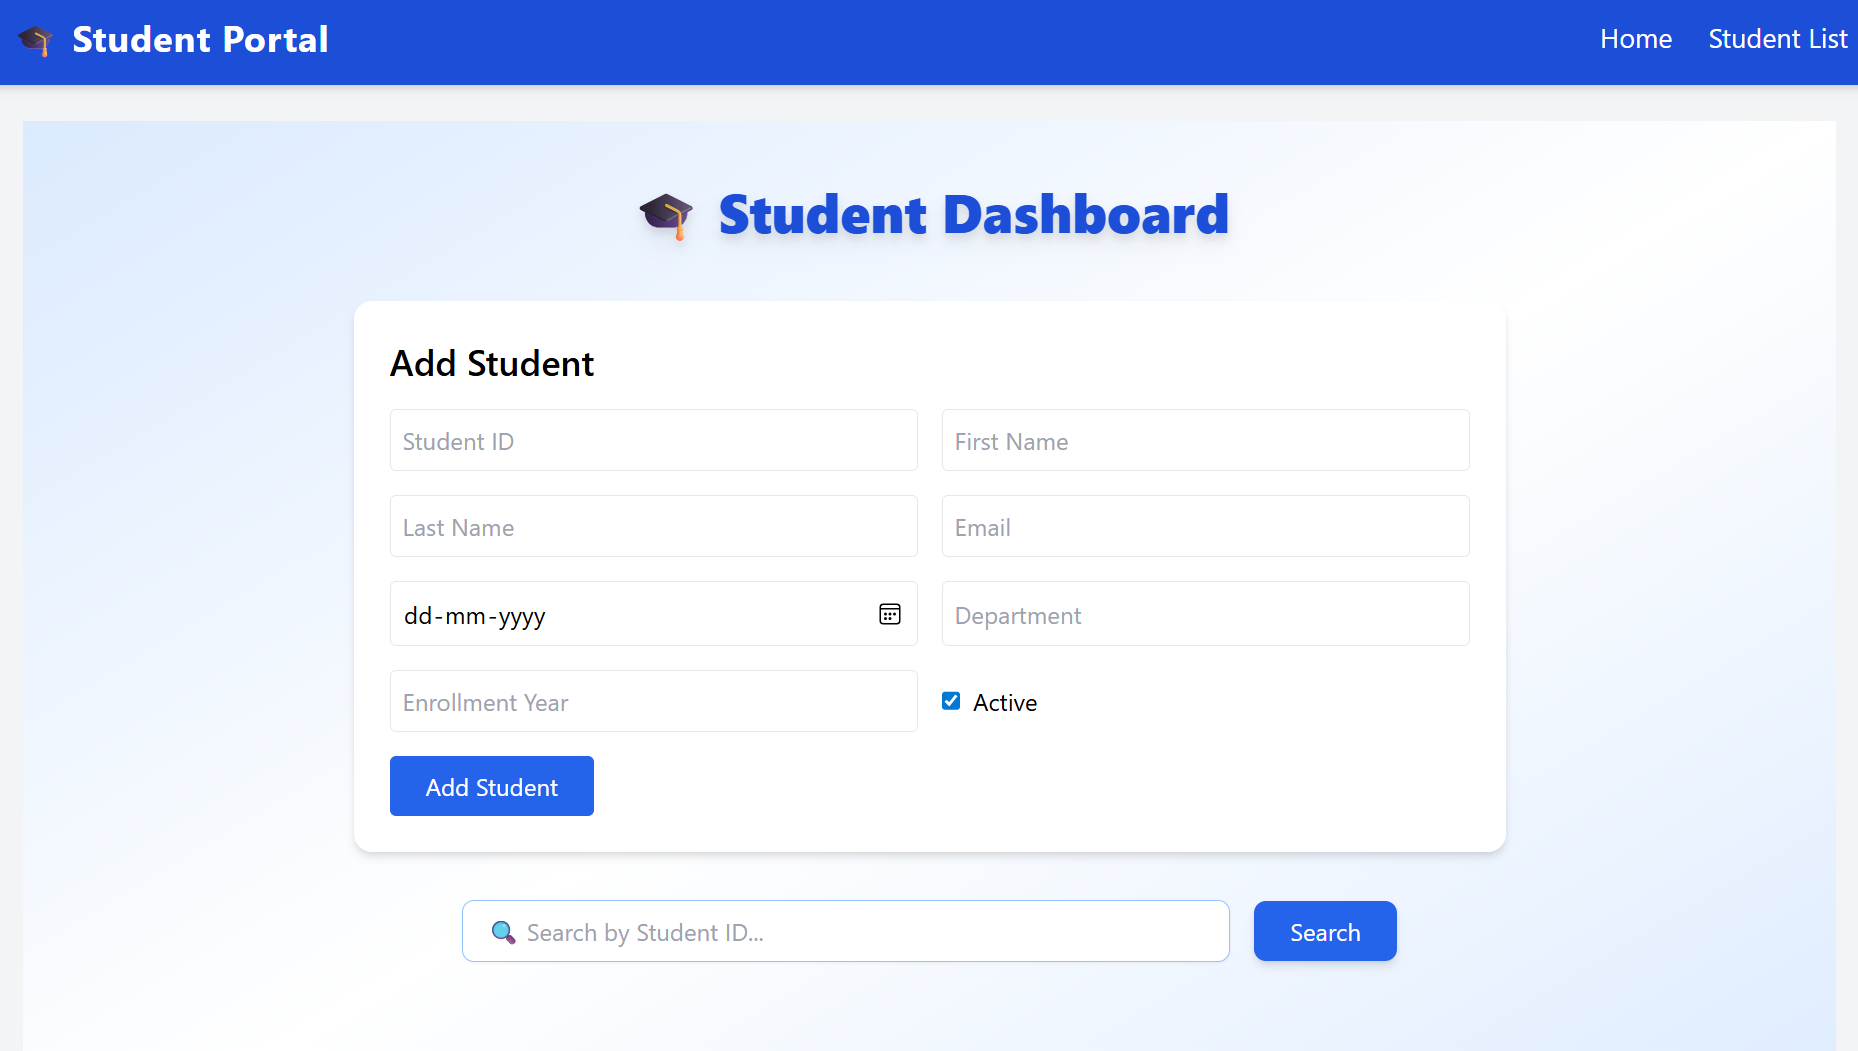 🎓 Student Portal
Home
Student List
🎓 Student Dashboard
Add Student
Student ID
First Name
Last Name
Email
dd-mm-yyyy
Department
Enrollment Year
Active
Add Student
🔍 Search by Student ID...
Search